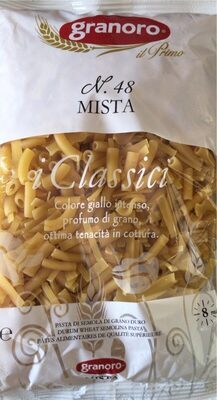 granoro
il Primo
N. 48
MISTA
i Classici
Colore giallo intenso,
profumo di grano,
ottima tenacità in cottura.
8
e
PASTA DI SEMOLA DI GRANO DURO
DURUM WHEAT SEMOLINA PASTA
PATES ALIMENTAIRES DE QUALITÉ SUPÉRIEURE
granoro